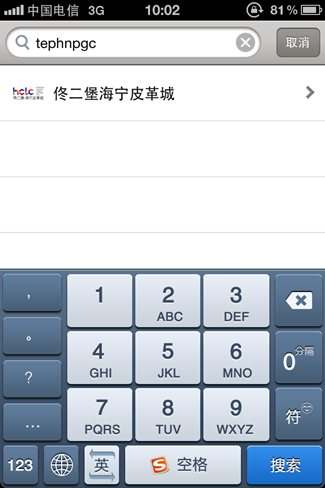 中国电信 3G 10:02 81%
tephnpgc 取消
hclc 佟二堡海宁皮革城
佟二堡·海宁皮革城
,
1
2
ABC
3
DEF
。
4
GHI
5
JKL
6
MNO
0分隔
?
7
PQRS
8
TUV
9
WXYZ
符
...
123 英 S 空格 搜索